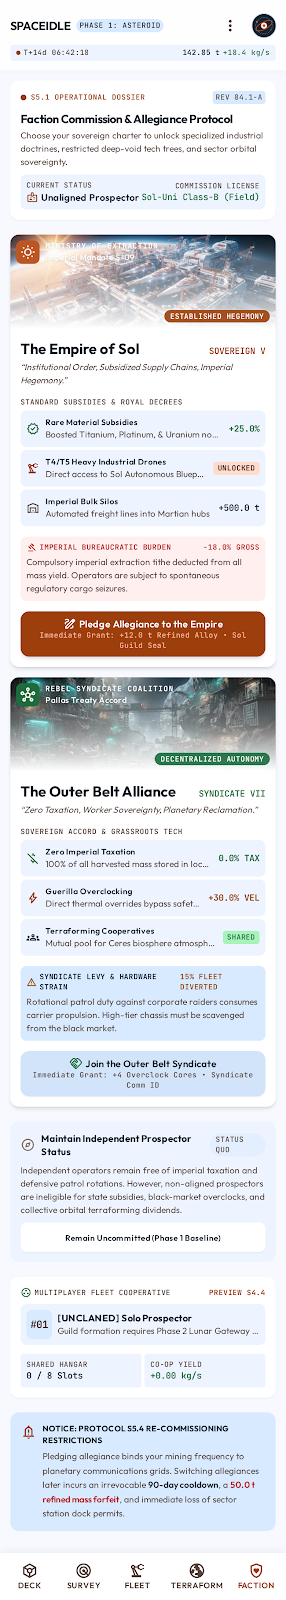 SPACEIDLE PHASE 1: ASTEROID
T+14d 06:42:18 142.85 t +18.4 kg/s
S5.1 OPERATIONAL DOSSIER REV 84.1-A
Faction Commission & Allegiance Protocol
Choose your sovereign charter to unlock specialized industrial
doctrines, restricted deep-void tech trees, and sector orbital
sovereignty.
CURRENT STATUS COMMISSION LICENSE
Unaligned Prospector Sol-Uni Class-B (Field)
MINISTRY OF EXTRACTION
Imperial Mandate S-09
ESTABLISHED HEGEMONY
The Empire of Sol SOVEREIGN V
“Institutional Order, Subsidized Supply Chains, Imperial
Hegemony.”
STANDARD SUBSIDIES & ROYAL DECREES
Rare Material Subsidies
Boosted Titanium, Platinum, & Uranium no... +25.0%
T4/T5 Heavy Industrial Drones
Direct access to Sol Autonomous Bluep... UNLOCKED
Imperial Bulk Silos
Automated freight lines into Martian hubs +500.0 t
IMPERIAL BUREAUCRATIC BURDEN -18.0% GROSS
Compulsory imperial extraction tithe deducted from all
mass yield. Operators are subject to spontaneous
regulatory cargo seizures.
Pledge Allegiance to the Empire
Immediate Grant: +12.0 t Refined Alloy • Sol
Guild Seal
REBEL SYNDICATE COALITION
Pallas Treaty Accord
DECENTRALIZED AUTONOMY
The Outer Belt Alliance SYNDICATE VII
“Zero Taxation, Worker Sovereignty, Planetary Reclamation.”
SOVEREIGN ACCORD & GRASSROOTS TECH
Zero Imperial Taxation
100% of all harvested mass stored in loc... 0.0% TAX
Guerilla Overclocking
Direct thermal overrides bypass safet... +30.0% VEL
Terraforming Cooperatives
Mutual pool for Ceres biosphere atmosph... SHARED
SYNDICATE LEVY & HARDWARE
STRAIN
15% FLEET
DIVERTED
Rotational patrol duty against corporate raiders consumes
carrier propulsion. High-tier chassis must be scavenged
from the black market.
Join the Outer Belt Syndicate
Immediate Grant: +4 Overclock Cores • Syndicate
Comm ID
Maintain Independent Prospector
Status
STATUS
QUO
Independent operators remain free of imperial taxation and
defensive patrol rotations. However, non-aligned prospectors
are ineligible for state subsidies, black-market overclocks, and
collective orbital terraforming dividends.
Remain Uncommitted (Phase 1 Baseline)
MULTIPLAYER FLEET COOPERATIVE PREVIEW S4.4
#01
[UNCLANED] Solo Prospector
Guild formation requires Phase 2 Lunar Gateway ...
SHARED HANGAR
0 / 8 Slots
CO-OP YIELD
+0.00 kg/s
NOTICE: PROTOCOL S5.4 RE-COMMISSIONING
RESTRICTIONS
Pledging allegiance binds your mining frequency to
planetary communications grids. Switching allegiances
later incurs an irrevocable 90-day cooldown, a 50.0 t
refined mass forfeit, and immediate loss of sector
station dock permits.
DECK SURVEY FLEET TERRAFORM FACTION